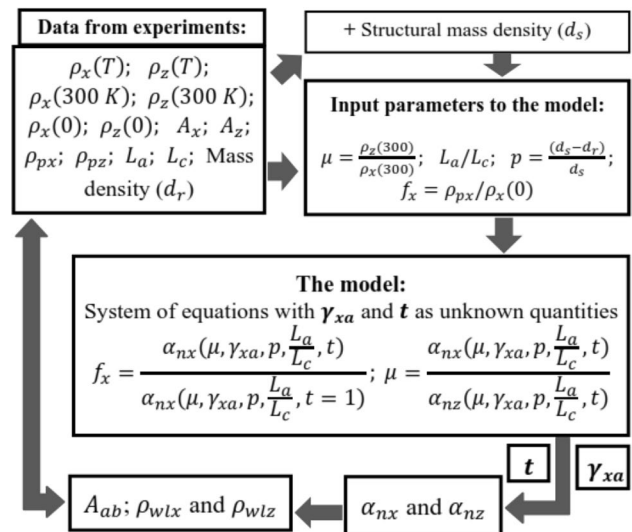 Data from experiments:
ρx(T); ρz(T);
ρx(300 K); ρz(300 K);
ρx(0); ρz(0); Ax; Az;
ρpx; ρpz; La; Lc; Mass
density (dr)
+ Structural mass density (ds)
Input parameters to the model:
μ = ρz(300)/ρx(300); La/Lc; p = (ds−dr)/ds;
fx = ρpx/ρx(0)
The model:
System of equations with γxa and t as unknown quantities
fx = αnx(μ, γxa, p, La/Lc, t) / αnx(μ, γxa, p, La/Lc, t = 1); μ = αnx(μ, γxa, p, La/Lc, t) / αnz(μ, γxa, p, La/Lc, t)
t
γxa
αnx and αnz
Aab; ρwlx and ρwlz